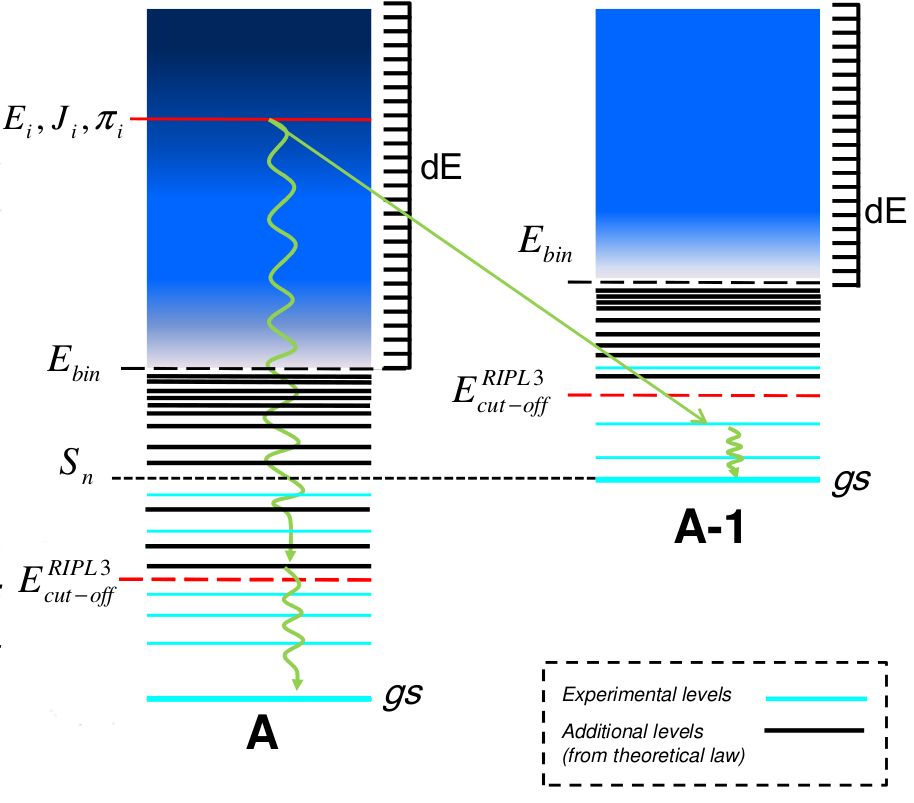 E_i, J_i, π_i
dE
dE
E_bin
E_bin
E_cut-off^RIPL3
S_n
gs
A-1
E_cut-off^RIPL3
gs
A
Experimental levels
Additional levels
(from theoretical law)